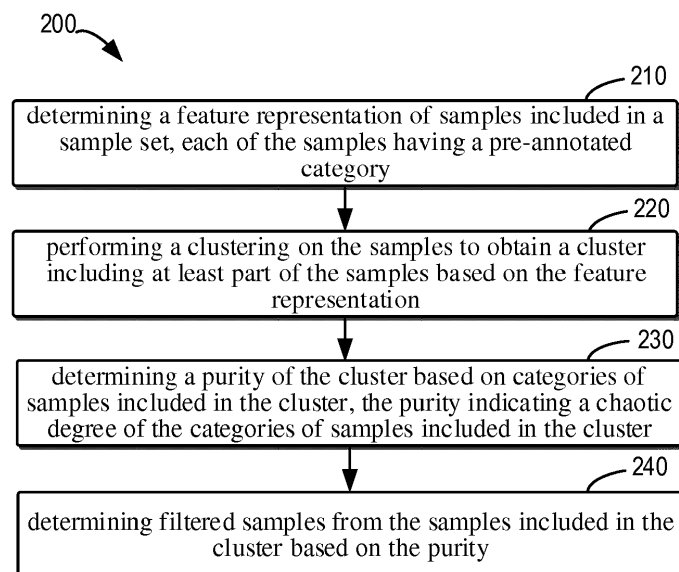 200
210
determining a feature representation of samples included in a
sample set, each of the samples having a pre-annotated
category
220
performing a clustering on the samples to obtain a cluster
including at least part of the samples based on the feature
representation
230
determining a purity of the cluster based on categories of
samples included in the cluster, the purity indicating a chaotic
degree of the categories of samples included in the cluster
240
determining filtered samples from the samples included in the
cluster based on the purity